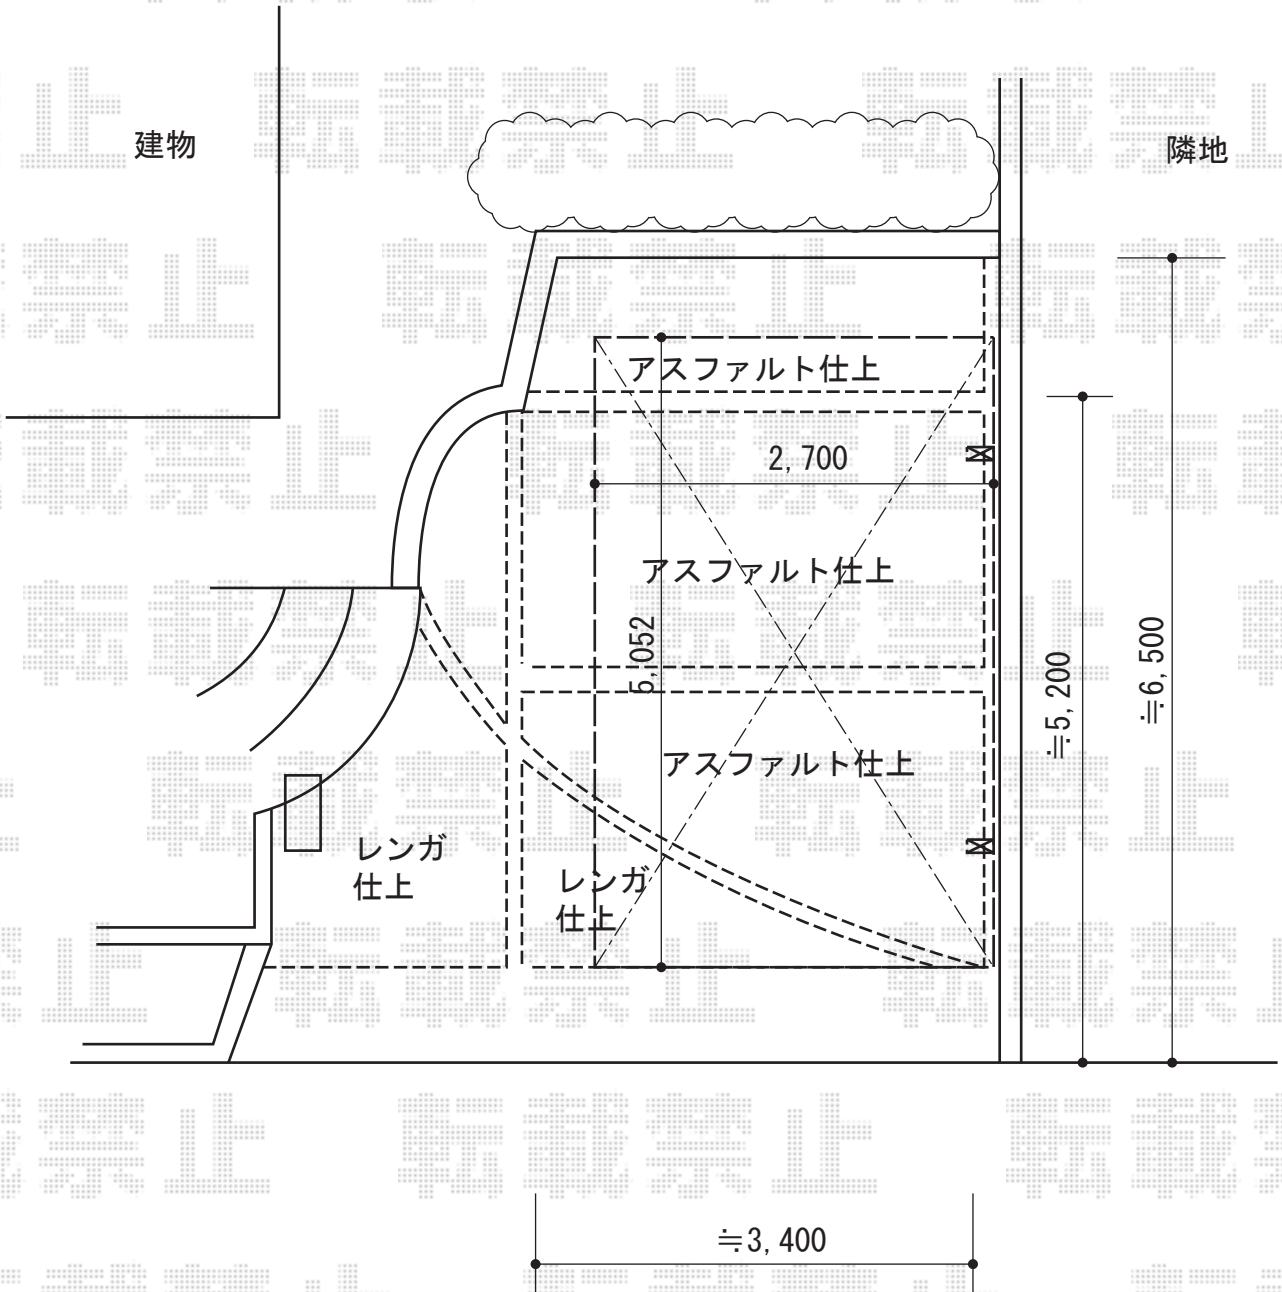 建物
隣地
アスファルト仕上
2,700
アスファルト仕上
5,052
≒5,200
≒6,500
アスファルト仕上
レンガ
仕上
レンガ
仕上
≒3,400
転載禁止